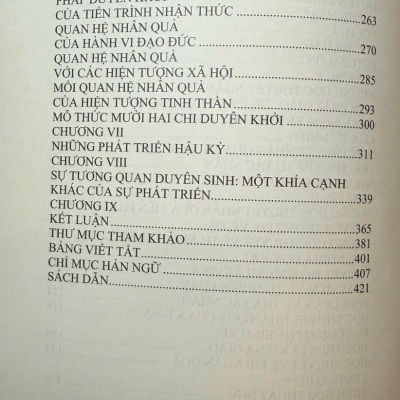 PHÁP DUYÊN KHỞI
CỦA TIẾN TRÌNH NHẬN THỨC 263
QUAN HỆ NHÂN QUẢ
CỦA HÀNH VI ĐẠO ĐỨC 270
QUAN HỆ NHÂN QUẢ
VỚI CÁC HIỆN TƯỢNG XÃ HỘI 285
MỐI QUAN HỆ NHÂN QUẢ
CỦA HIỆN TƯỢNG TINH THẦN 293
MÔ THỨC MƯỜI HAI CHI DUYÊN KHỞI 300
CHƯƠNG VII
NHỮNG PHÁT TRIỂN HẬU KỲ 311
CHƯƠNG VIII
SỰ TƯƠNG QUAN DUYÊN SINH: MỘT KHÍA CẠNH
KHÁC CỦA SỰ PHÁT TRIỂN 339
CHƯƠNG IX
KẾT LUẬN 365
THƯ MỤC THAM KHẢO 381
BẢNG VIẾT TẮT 401
CHỈ MỤC HÁN NGỮ 407
SÁCH DẪN 421